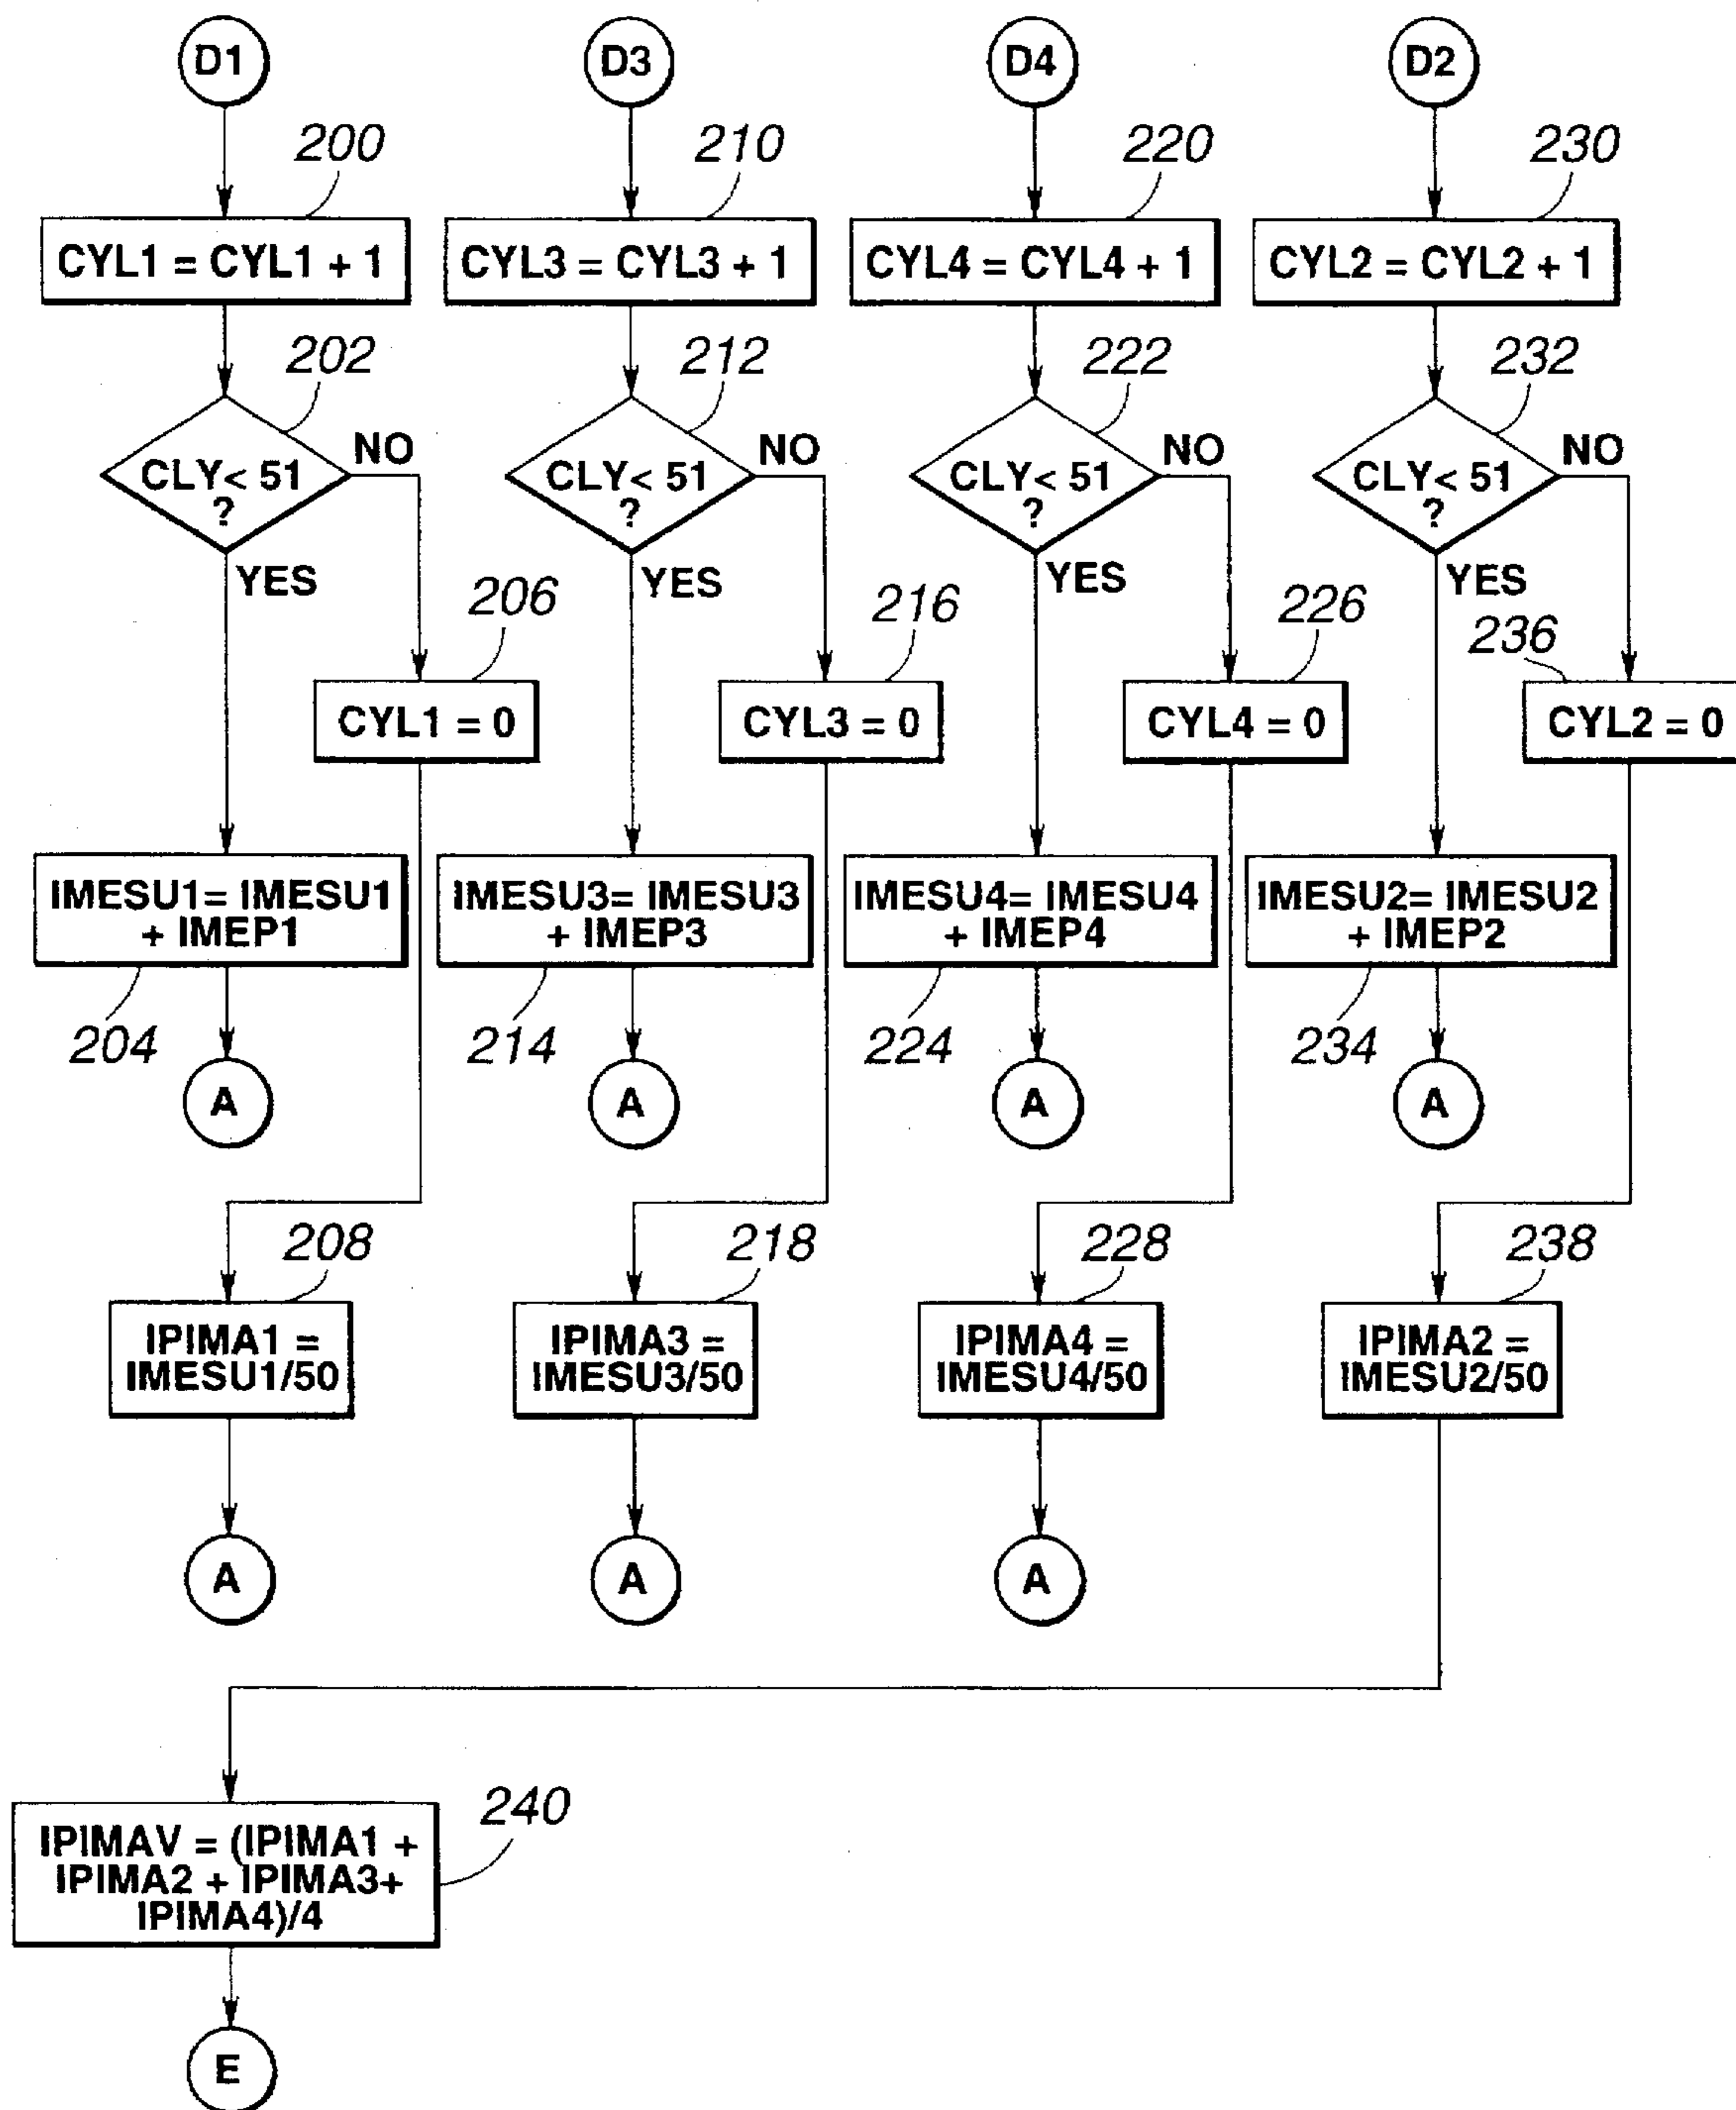 D1 D3 D4 D2
200 210 220 230
CYL1 = CYL1 + 1 CYL3 = CYL3 + 1 CYL4 = CYL4 + 1 CYL2 = CYL2 + 1
202 212 222 232
NO NO NO NO
CLY< 51 CLY< 51 CLY< 51 CLY< 51
? ? ? ?
YES YES YES YES
206 216 226 236
CYL1 = 0 CYL3 = 0 CYL4 = 0 CYL2 = 0
IMESU1= IMESU1 IMESU3= IMESU3 IMESU4= IMESU4 IMESU2= IMESU2
+ IMEP1 + IMEP3 + IMEP4 + IMEP2
204 214 224 234
A A A A
208 218 228 238
IPIMA1 = IPIMA3 = IPIMA4 = IPIMA2 =
IMESU1/50 IMESU3/50 IMESU4/50 IMESU2/50
A A A
240
IPIMAV = (IPIMA1 +
IPIMA2 + IPIMA3+
IPIMA4)/4
E